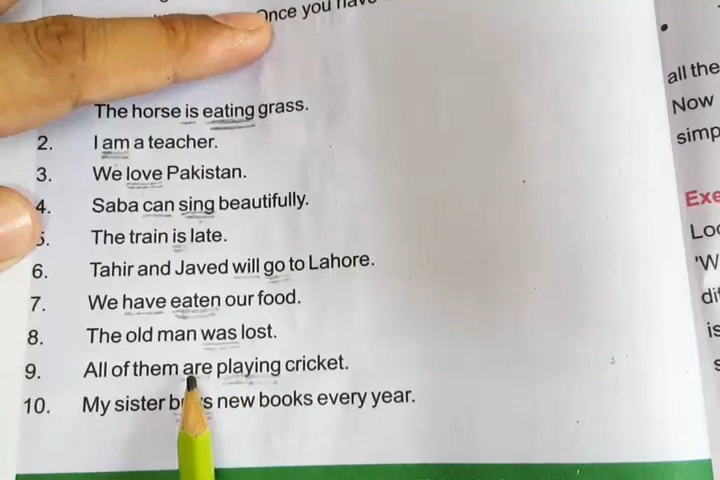 Once you have
The horse is eating grass.
2. I am a teacher.
3. We love Pakistan.
4. Saba can sing beautifully.
5. The train is late.
6. Tahir and Javed will go to Lahore.
7. We have eaten our food.
8. The old man was lost.
9. All of them are playing cricket.
10. My sister buys new books every year.
all the
Now
simp
Exe
Loo
'W
dif
is
s